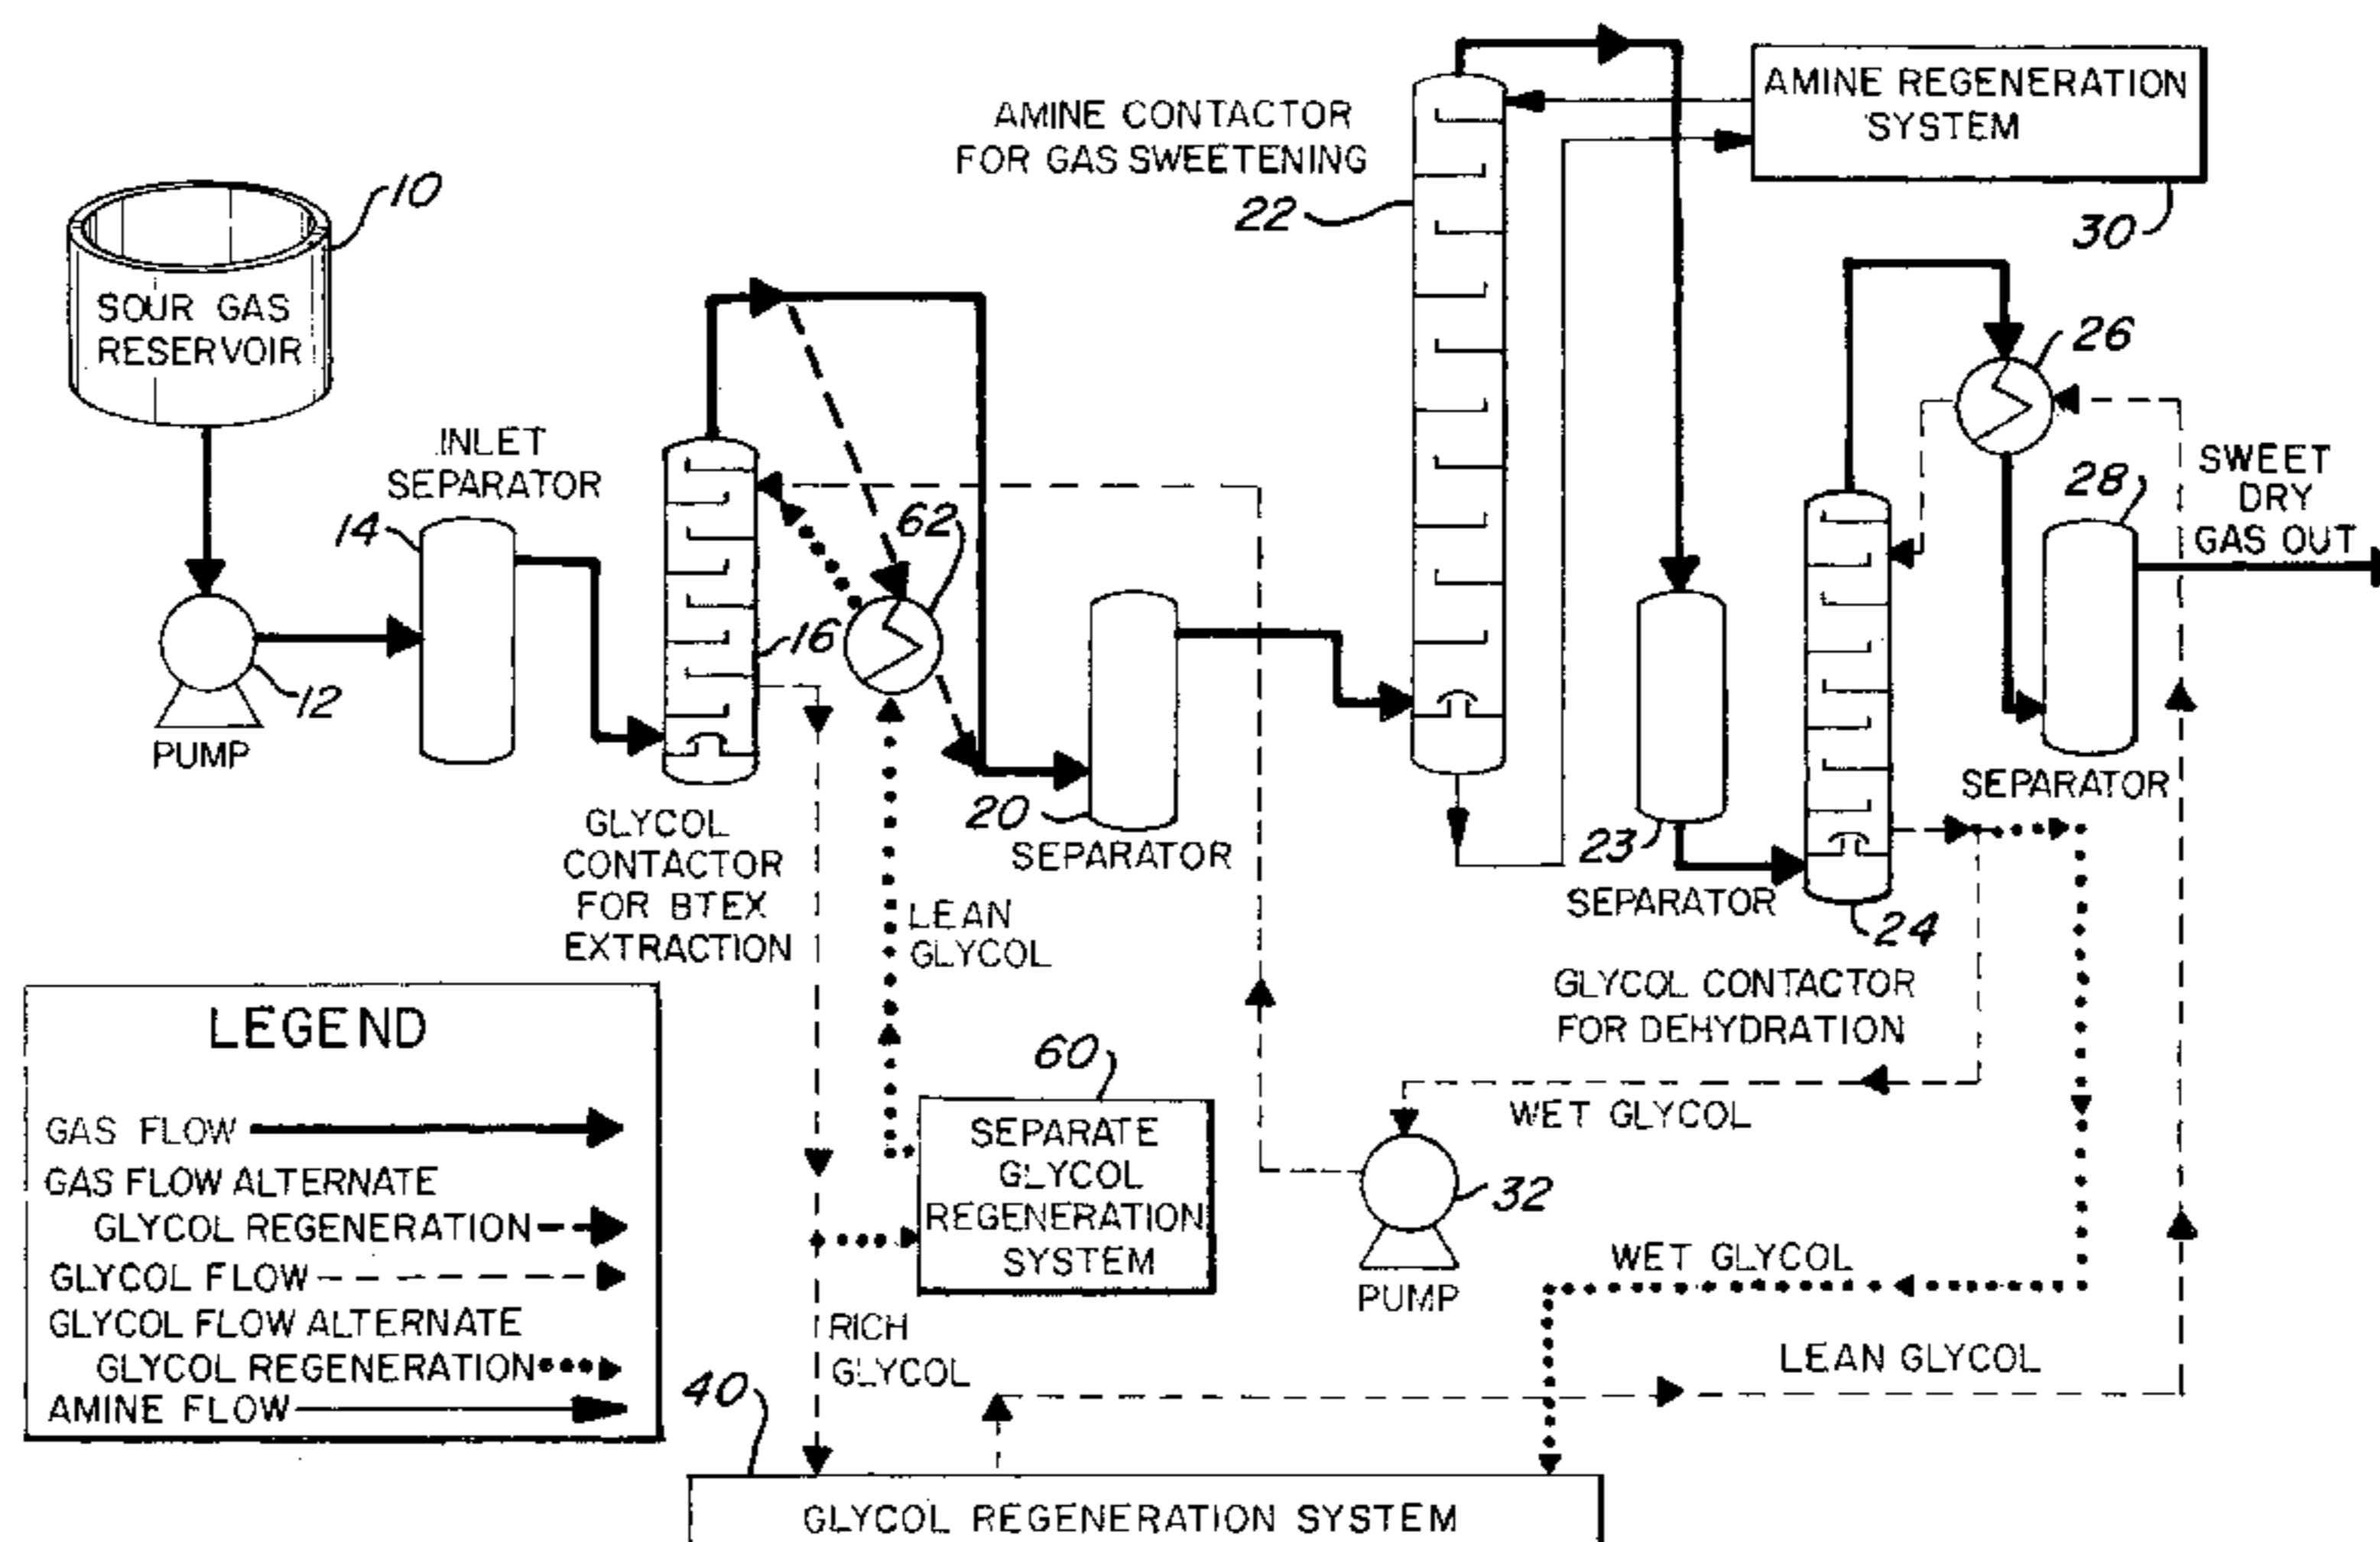 AMINE REGENERATION
SYSTEM
30
AMINE CONTACTOR
FOR GAS SWEETENING
22
10
SOUR GAS
RESERVOIR
26
INLET
SEPARATOR
14
SWEET
DRY
GAS OUT
28
62
16
12
PUMP
SEPARATOR
20
SEPARATOR
23
SEPARATOR
24
GLYCOL
CONTACTOR
FOR BTEX
EXTRACTION
LEAN
GLYCOL
GLYCOL CONTACTOR
FOR DEHYDRATION
LEGEND
GAS FLOW
GAS FLOW ALTERNATE
GLYCOL REGENERATION
GLYCOL FLOW
GLYCOL FLOW ALTERNATE
GLYCOL REGENERATION
AMINE FLOW
60
SEPARATE
GLYCOL
REGENERATION
SYSTEM
WET GLYCOL
32
PUMP
WET GLYCOL
RICH
GLYCOL
LEAN GLYCOL
40
GLYCOL REGENERATION SYSTEM